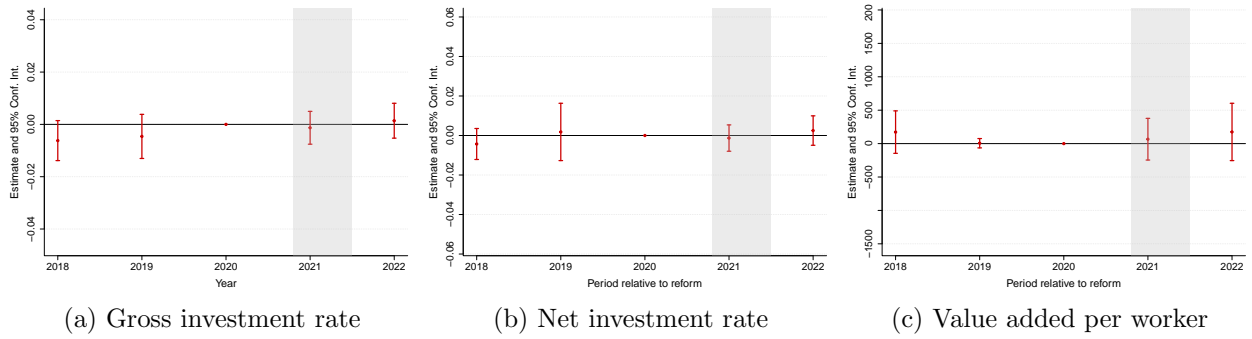 Estimate and 95% Conf. Int.
0.04
0.02
0.00
−0.02
−0.04
2018 2019 2020 2021 2022
Year
(a) Gross investment rate
Estimate and 95% Conf. Int.
0.06
0.04
0.02
0.00
−0.02
−0.04
−0.06
2018 2019 2020 2021 2022
Period relative to reform
(b) Net investment rate
Estimate and 95% Conf. Int.
200
1500
1000
500
0
−500
−1500
2018 2019 2020 2021 2022
Period relative to reform
(c) Value added per worker